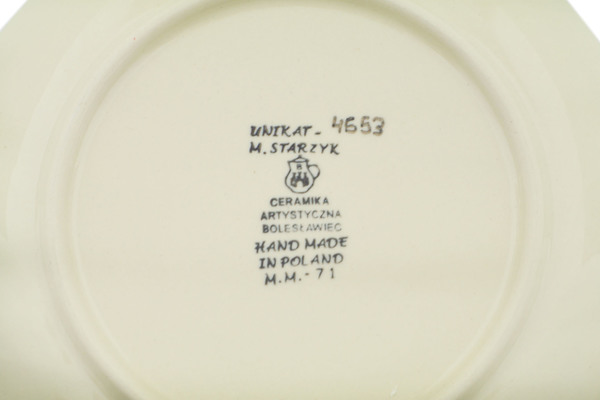 UNIKAT - 4653
M. STARZYK
CERAMIKA
ARTYSTYCZNA
BOLESŁAWIEC
HAND MADE
IN POLAND
M.M. - 71